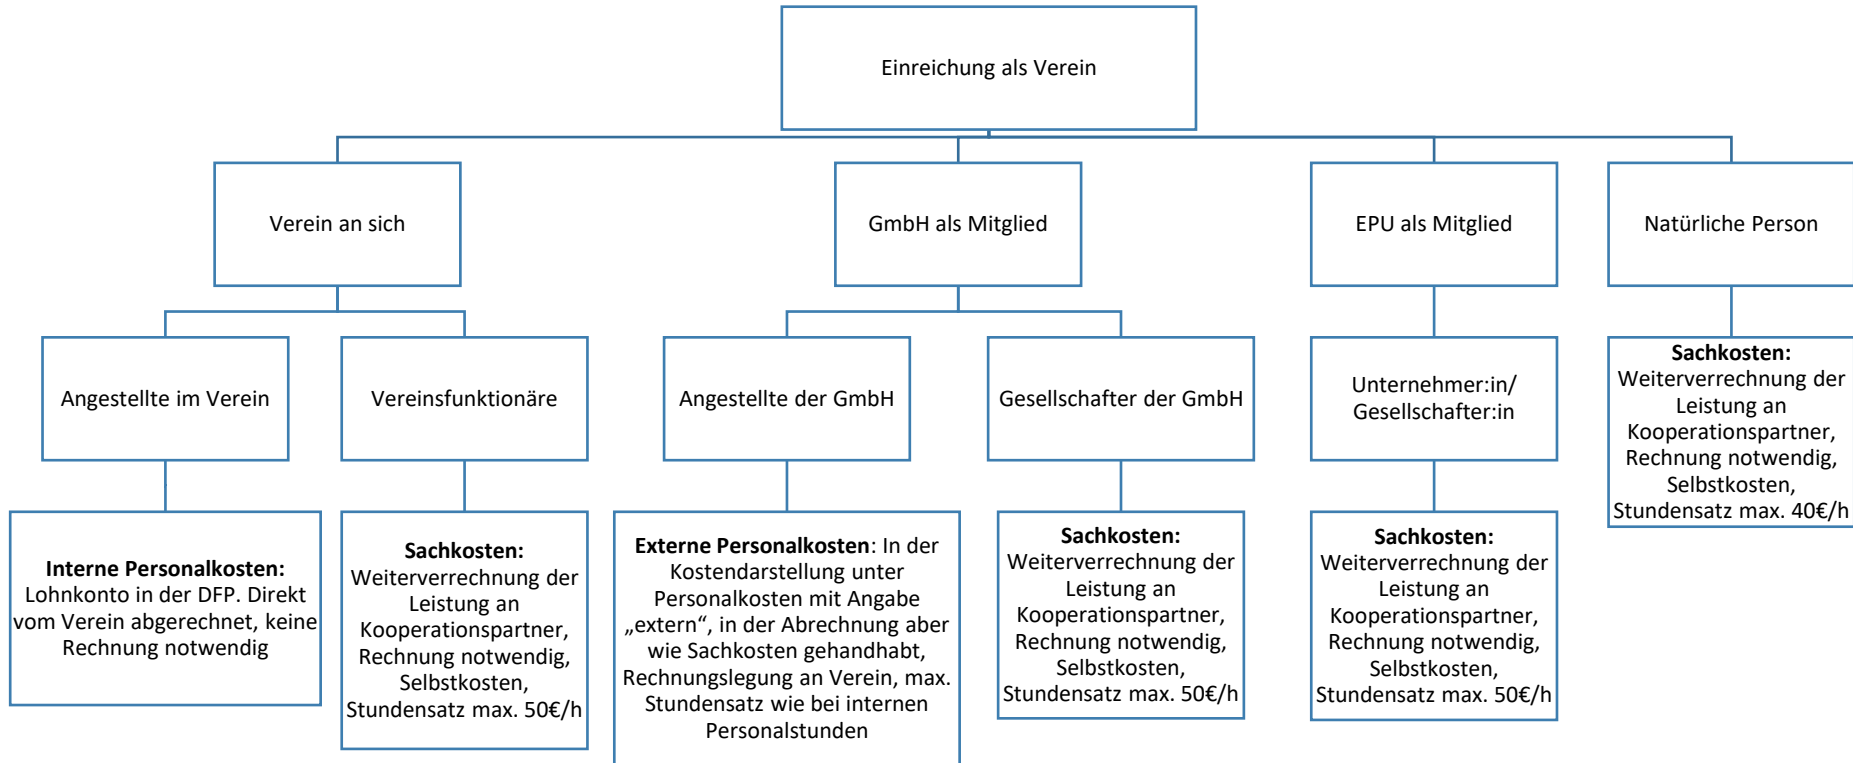 Einreichung als Verein
Verein an sich
GmbH als Mitglied
EPU als Mitglied
Natürliche Person
Angestellte im Verein
Vereinsfunktionäre
Angestellte der GmbH
Gesellschafter der GmbH
Unternehmer:in/
Gesellschafter:in
Sachkosten:
Weiterverrechnung der
Leistung an
Kooperationspartner,
Rechnung notwendig,
Selbstkosten,
Stundensatz max. 40€/h
Interne Personalkosten:
Lohnkonto in der DFP. Direkt
vom Verein abgerechnet, keine
Rechnung notwendig
Sachkosten:
Weiterverrechnung der
Leistung an
Kooperationspartner,
Rechnung notwendig,
Selbstkosten,
Stundensatz max. 50€/h
Externe Personalkosten: In der
Kostendarstellung unter
Personalkosten mit Angabe
„extern“, in der Abrechnung aber
wie Sachkosten gehandhabt,
Rechnungslegung an Verein, max.
Stundensatz wie bei internen
Personalstunden
Sachkosten:
Weiterverrechnung der
Leistung an
Kooperationspartner,
Rechnung notwendig,
Selbstkosten,
Stundensatz max. 50€/h
Sachkosten:
Weiterverrechnung der
Leistung an
Kooperationspartner,
Rechnung notwendig,
Selbstkosten,
Stundensatz max. 50€/h